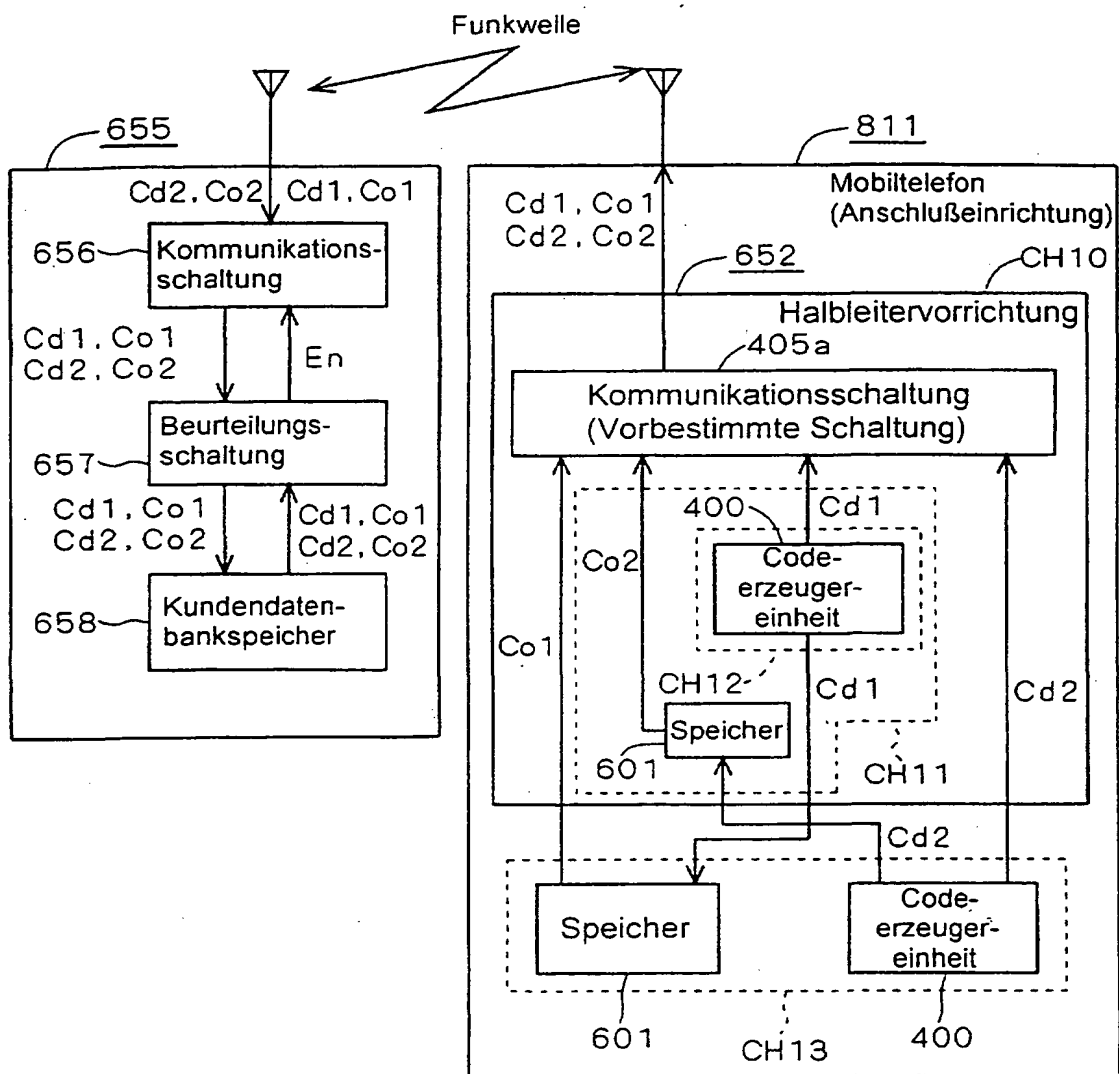 Funkwelle
655
Cd2,Co2
Cd1,Co1
656
Kommunikations-
schaltung
Cd1,Co1
Cd2,Co2
En
657
Beurteilungs-
schaltung
Cd1,Co1
Cd2,Co2
Cd1,Co1
Cd2,Co2
658
Kundendaten-
bankspeicher
811
Mobiltelefon
(Anschlußeinrichtung)
Cd1,Co1
Cd2,Co2
652
CH10
Halbleitervorrichtung
405a
Kommunikationsschaltung
(Vorbestimmte Schaltung)
400
Cd1
Co2
Code-
erzeuger-
einheit
Co1
CH12
Cd1
Cd2
Speicher
601
CH11
Cd2
Speicher
Code-
erzeuger-
einheit
601
CH13
400